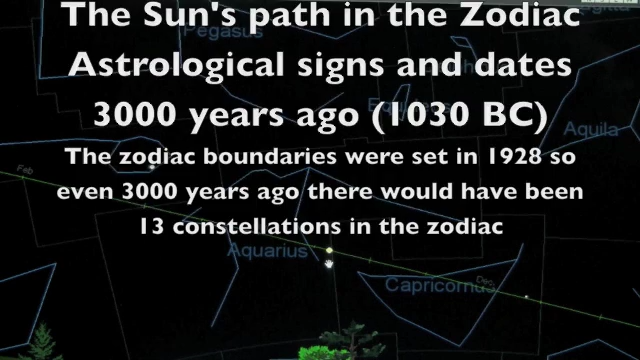 The Sun's path in the Zodiac
Pegasus
Astrological signs and dates
3000 years ago (1030 BC)
Aquila
The zodiac boundaries were set in 1928 so
Feb
even 3000 years ago there would have been
13 constellations in the zodiac
Aquarius
Capricornus
Dec